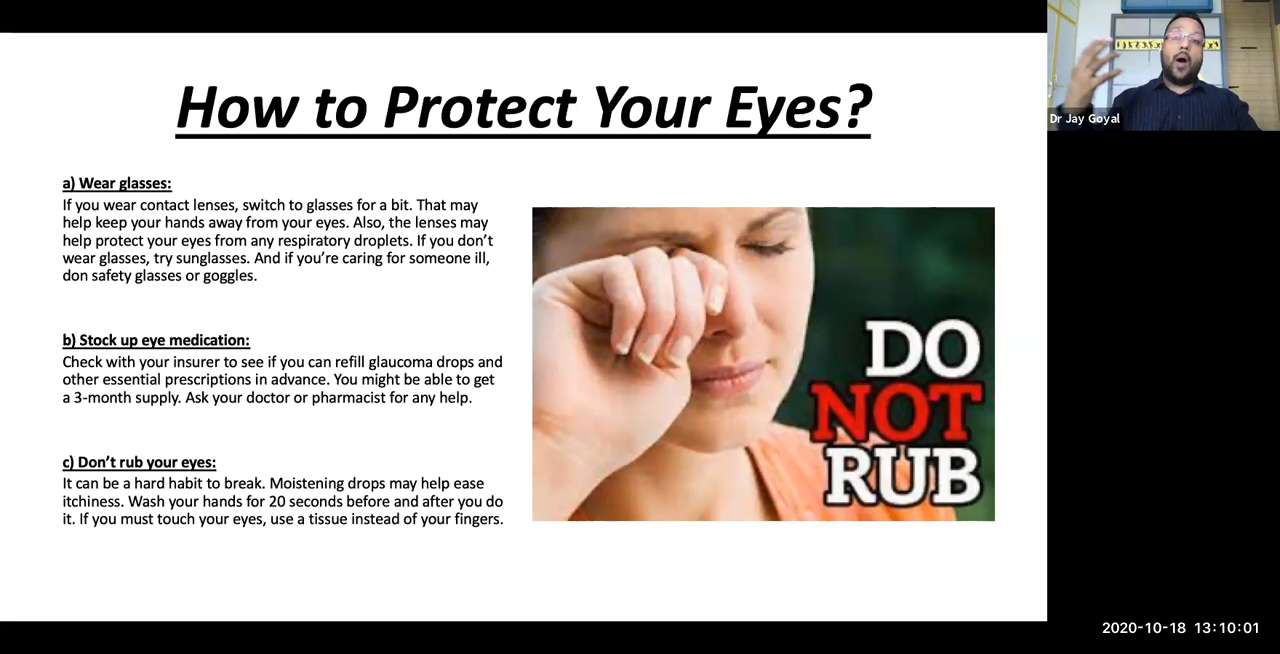 How to Protect Your Eyes?
a) Wear glasses:
If you wear contact lenses, switch to glasses for a bit. That may
help keep your hands away from your eyes. Also, the lenses may
help protect your eyes from any respiratory droplets. If you don’t
wear glasses, try sunglasses. And if you’re caring for someone ill,
don safety glasses or goggles.
b) Stock up eye medication:
Check with your insurer to see if you can refill glaucoma drops and
other essential prescriptions in advance. You might be able to get
a 3-month supply. Ask your doctor or pharmacist for any help.
c) Don’t rub your eyes:
It can be a hard habit to break. Moistening drops may help ease
itchiness. Wash your hands for 20 seconds before and after you do
it. If you must touch your eyes, use a tissue instead of your fingers.
DO
NOT
RUB
Dr Jay Goyal
2020-10-18 13:10:01